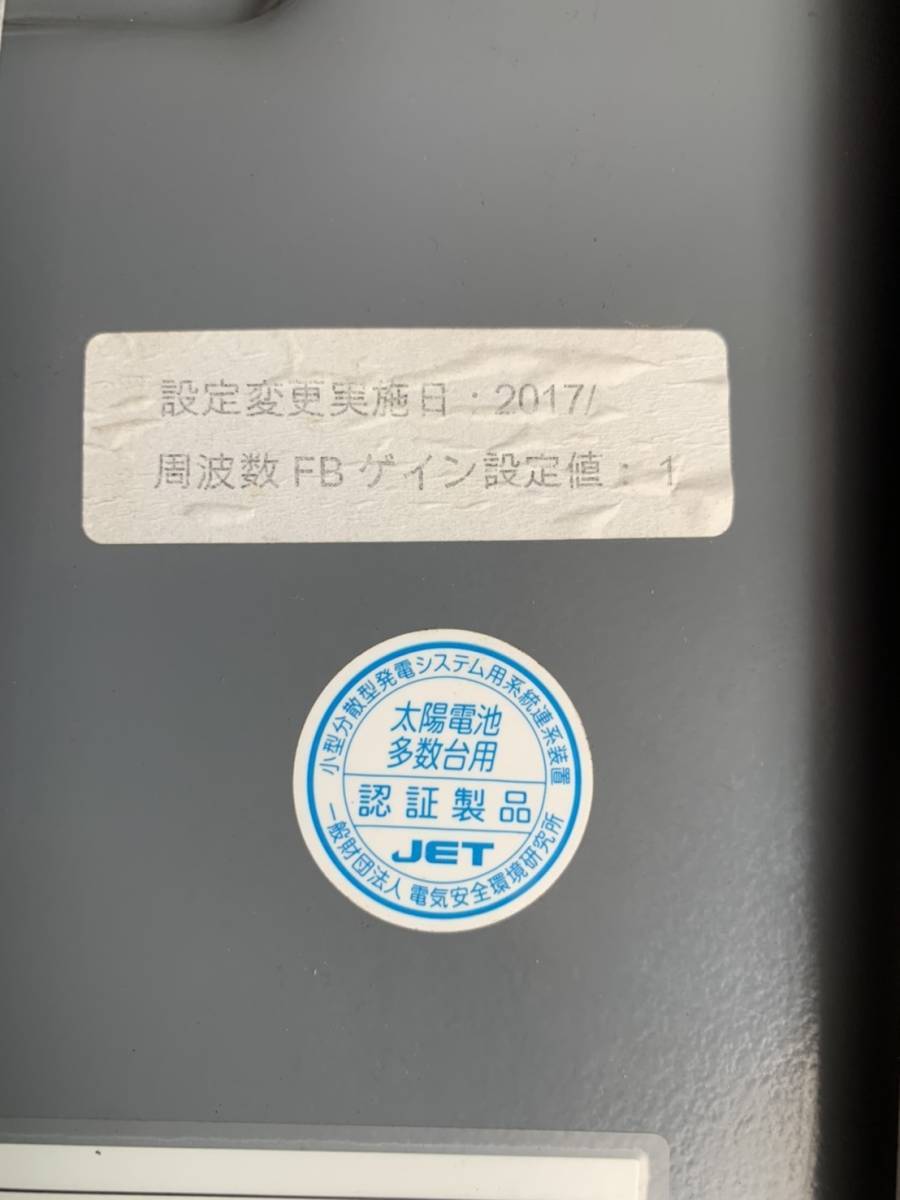 設定変更実施日：2017/
周波数 FB ゲイン設定値： 1
小型分散型発電システム用系統連系装置
太陽電池
多数台用
認証製品
JET
一般財団法人 電気安全環境研究所